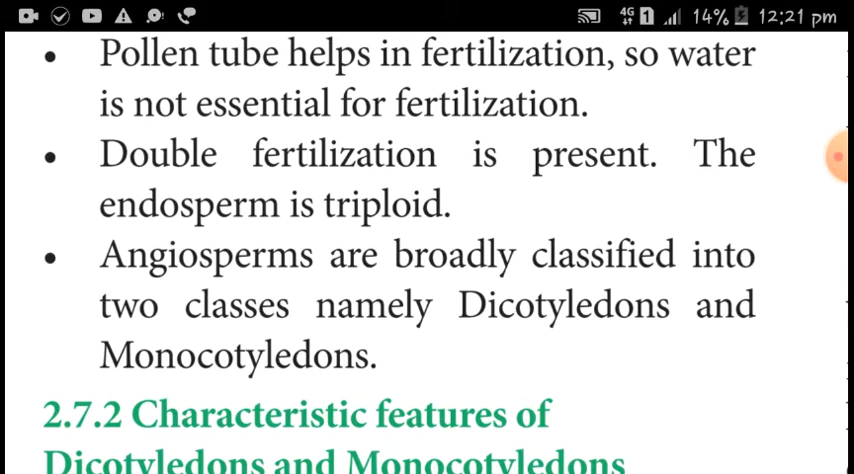 4G 1 14% 12:21 pm
• Pollen tube helps in fertilization, so water
is not essential for fertilization.
• Double fertilization is present. The
endosperm is triploid.
• Angiosperms are broadly classified into
two classes namely Dicotyledons and
Monocotyledons.
2.7.2 Characteristic features of
Dicotyledons and Monocotyledons